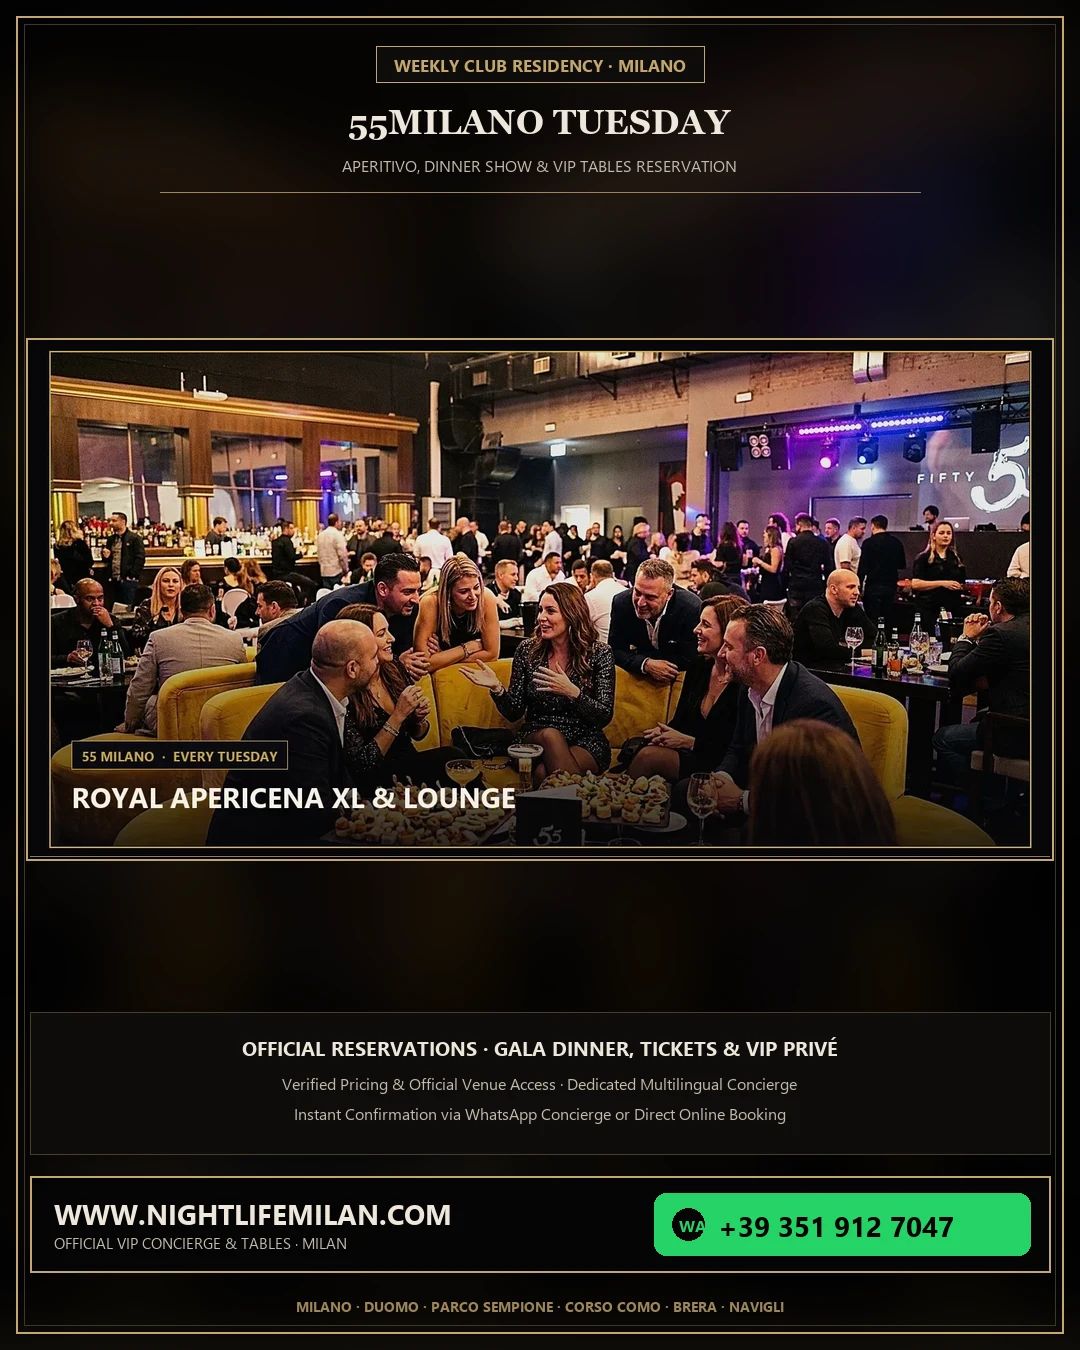 WEEKLY CLUB RESIDENCY · MILANO
55MILANO TUESDAY
APERITIVO, DINNER SHOW & VIP TABLES RESERVATION
FIFTY 5
55 MILANO · EVERY TUESDAY
ROYAL APERICENA XL & LOUNGE
55
OFFICIAL RESERVATIONS · GALA DINNER, TICKETS & VIP PRIVÉ
Verified Pricing & Official Venue Access · Dedicated Multilingual Concierge
Instant Confirmation via WhatsApp Concierge or Direct Online Booking
WWW.NIGHTLIFEMILAN.COM
OFFICIAL VIP CONCIERGE & TABLES · MILAN
WA +39 351 912 7047
MILANO · DUOMO · PARCO SEMPIONE · CORSO COMO · BRERA · NAVIGLI